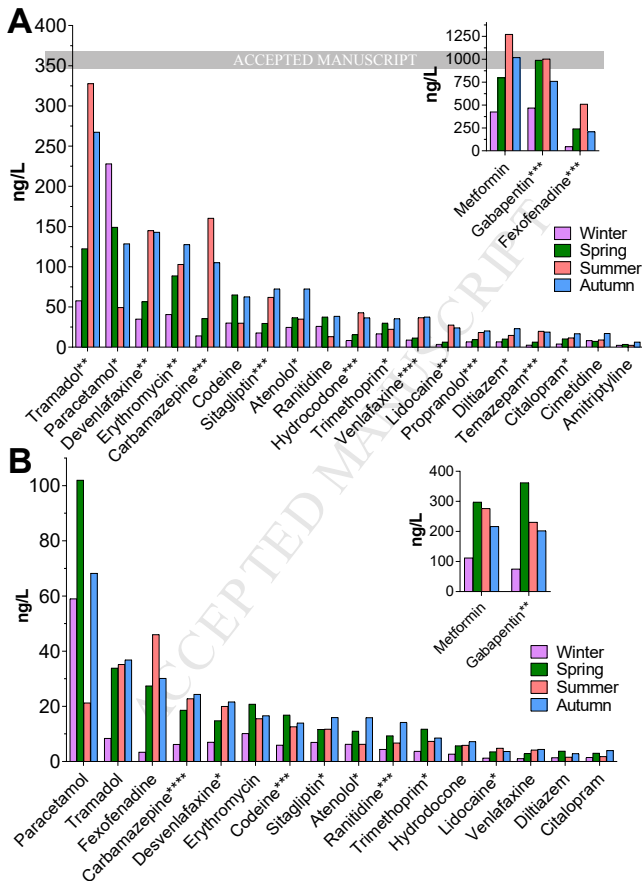 A
ACCEPTED MANUSCRIPT
ng/L
400
350
300
250
200
150
100
50
0
Tramadol**
Paracetamol*
Devenlafaxine**
Erythromycin**
Carbamazepine***
Codeine
Sitagliptin***
Atenolol*
Ranitidine
Hydrocodone***
Trimethoprim*
Venlafaxine****
Lidocaine**
Propranolol***
Diltiazem*
Temazepam***
Citalopram*
Cimetidine
Amitriptyline
ng/L
1250
1000
750
500
250
0
Metformin
Gabapentin***
Fexofenadine***
Winter
Spring
Summer
Autumn
ACCEPTED MANUSCRIPT
B
ng/L
100
80
60
40
20
0
Paracetamol
Tramadol
Fexofenadine
Carbamazepine****
Desvenlafaxine*
Erythromycin
Codeine***
Sitagliptin*
Atenolol*
Ranitidine***
Trimethoprim*
Hydrodocone
Lidocaine*
Venlafaxine
Diltiazem
Citalopram
ng/L
400
300
200
100
0
Metformin
Gabapentin**
Winter
Spring
Summer
Autumn